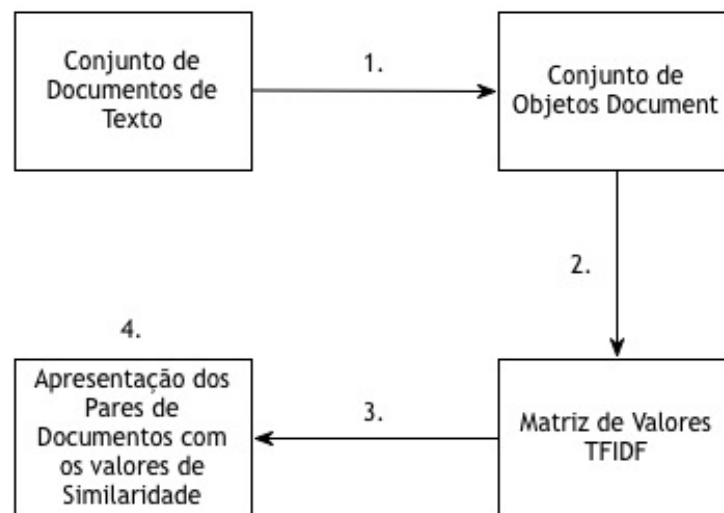 Conjunto de
Documentos de
Texto
1.
Conjunto de
Objetos Document
2.
4.
Apresentação dos
Pares de
Documentos com
os valores de
Similaridade
3.
Matriz de Valores
TFIDF